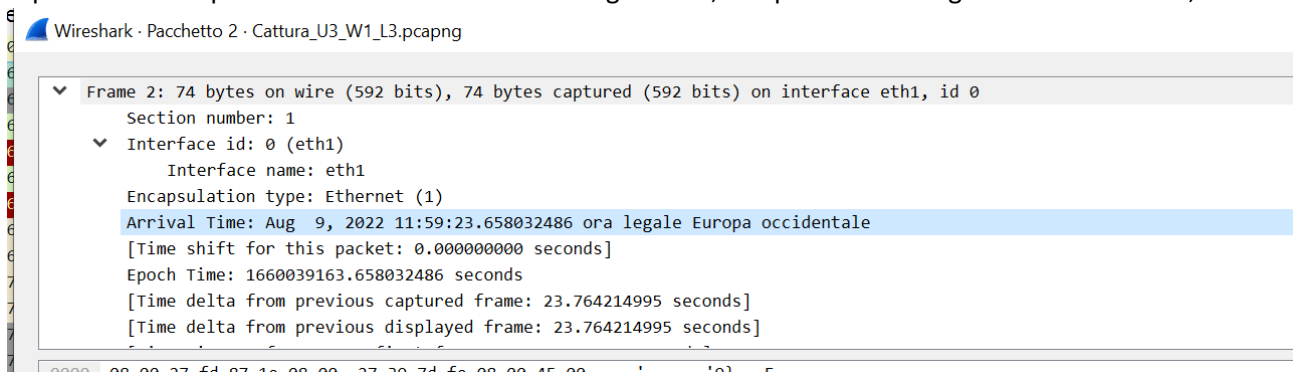 Wireshark · Pacchetto 2 · Cattura_U3_W1_L3.pcapng
Frame 2: 74 bytes on wire (592 bits), 74 bytes captured (592 bits) on interface eth1, id 0
Section number: 1
Interface id: 0 (eth1)
Interface name: eth1
Encapsulation type: Ethernet (1)
Arrival Time: Aug  9, 2022 11:59:23.658032486 ora legale Europa occidentale
[Time shift for this packet: 0.000000000 seconds]
Epoch Time: 1660039163.658032486 seconds
[Time delta from previous captured frame: 23.764214995 seconds]
[Time delta from previous displayed frame: 23.764214995 seconds]